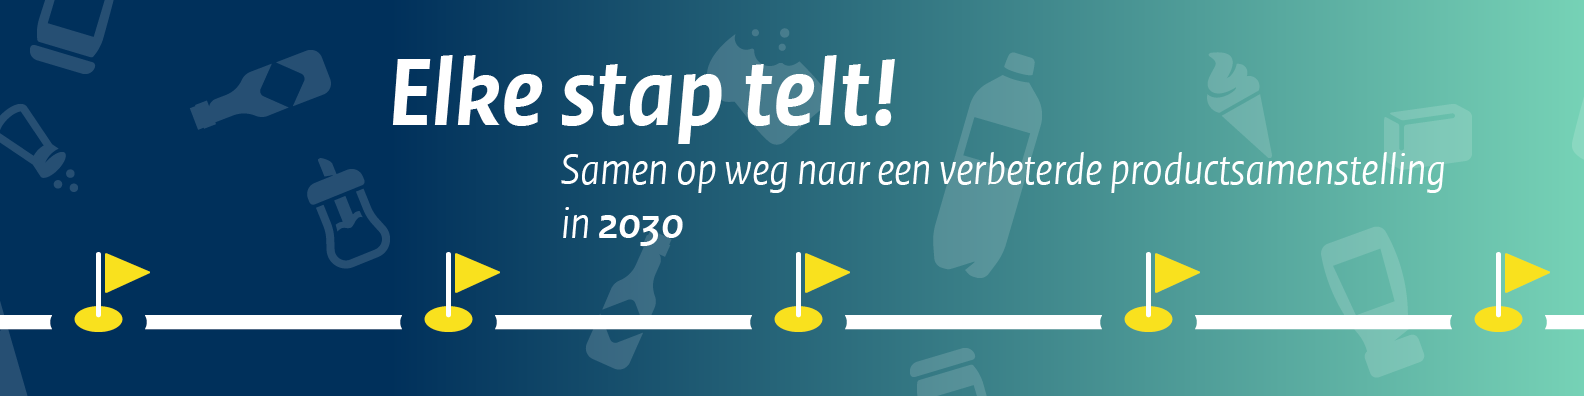 Elke stap telt!
Samen op weg naar een verbeterde productsamenstelling
in 2030